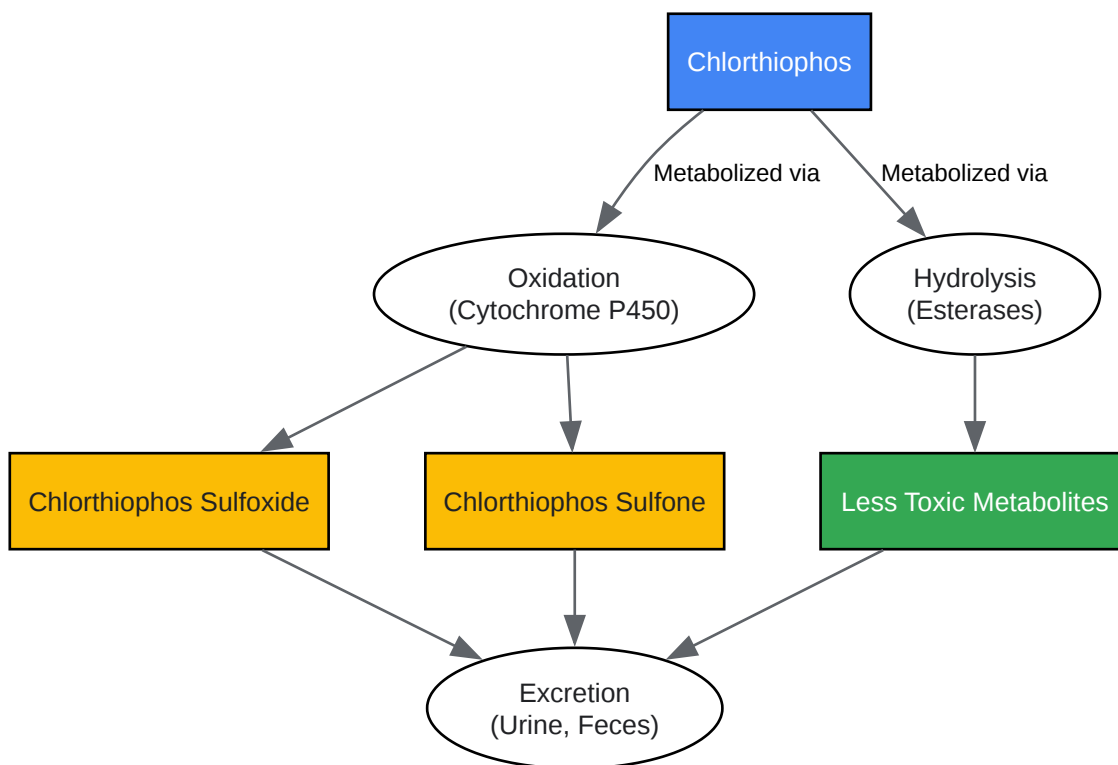 Chlorthiophos
Metabolized via
Metabolized via
Oxidation
(Cytochrome P450)
Hydrolysis
(Esterases)
Chlorthiophos Sulfoxide
Chlorthiophos Sulfone
Less Toxic Metabolites
Excretion
(Urine, Feces)